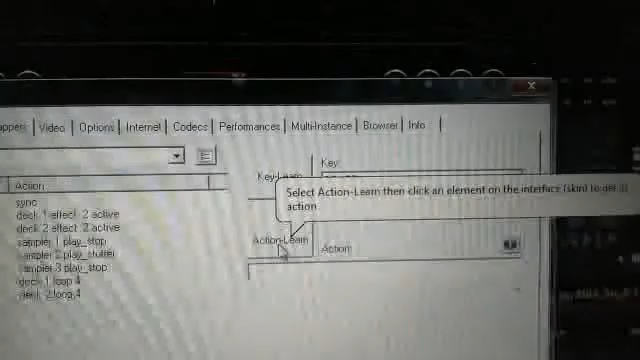 appers Video Options Internet Codecs Performances Multi-Instance Browser Info
Key:
Key-Learn
Action
Select Action-Learn then click an element on the interface (skin) to get it
action.
sync
deck 1 effect 2 active
deck 2 effect 2 active
sampler 1 play_stop
sampler 2 play_stutter
sampler 3 play_stop
deck 1 loop 4
deck 2 loop 4
Action-Learn
Action: